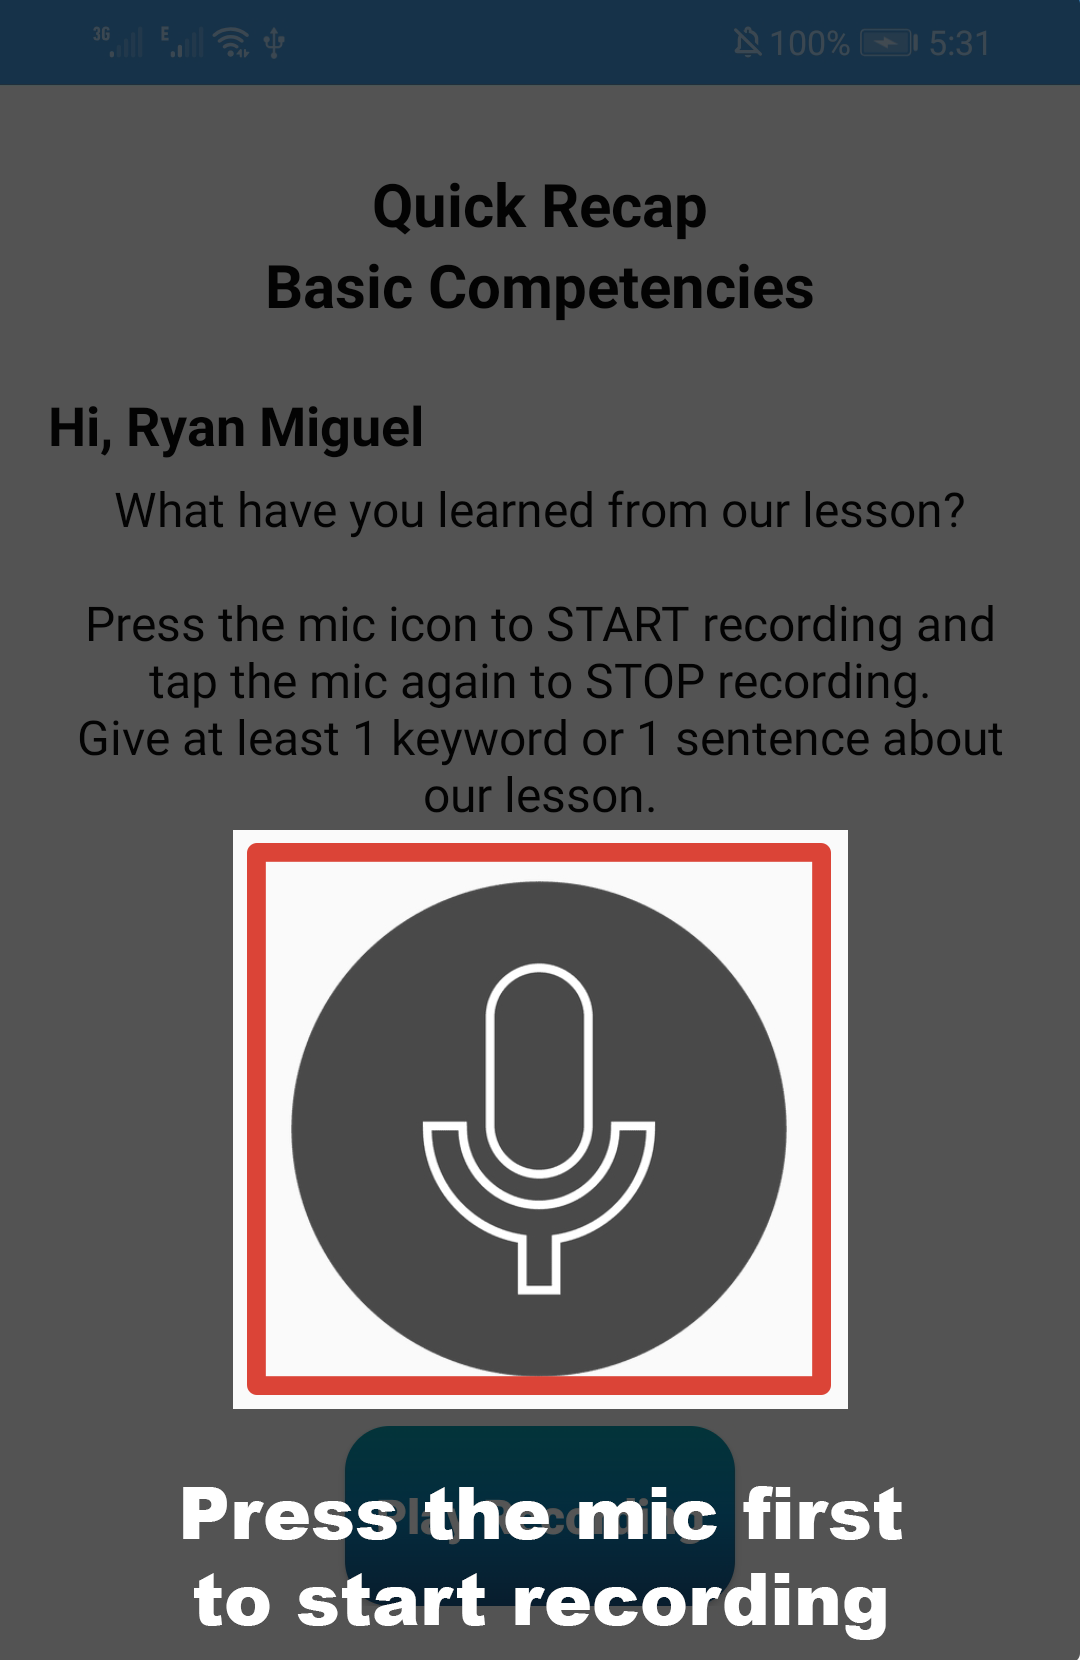 3G E 100% 5:31
Quick Recap
Basic Competencies
Hi, Ryan Miguel
What have you learned from our lesson?
Press the mic icon to START recording and
tap the mic again to STOP recording.
Give at least 1 keyword or 1 sentence about
our lesson.
Play Recording
Press the mic first
to start recording